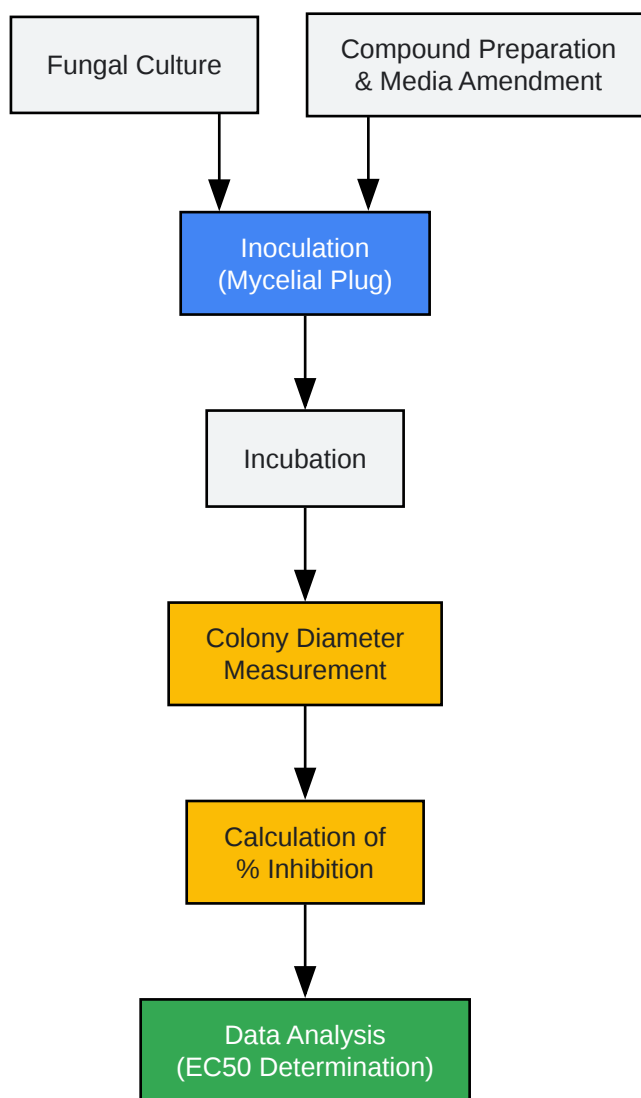 Fungal Culture
Compound Preparation
& Media Amendment
Inoculation
(Mycelial Plug)
Incubation
Colony Diameter
Measurement
Calculation of
% Inhibition
Data Analysis
(EC50 Determination)